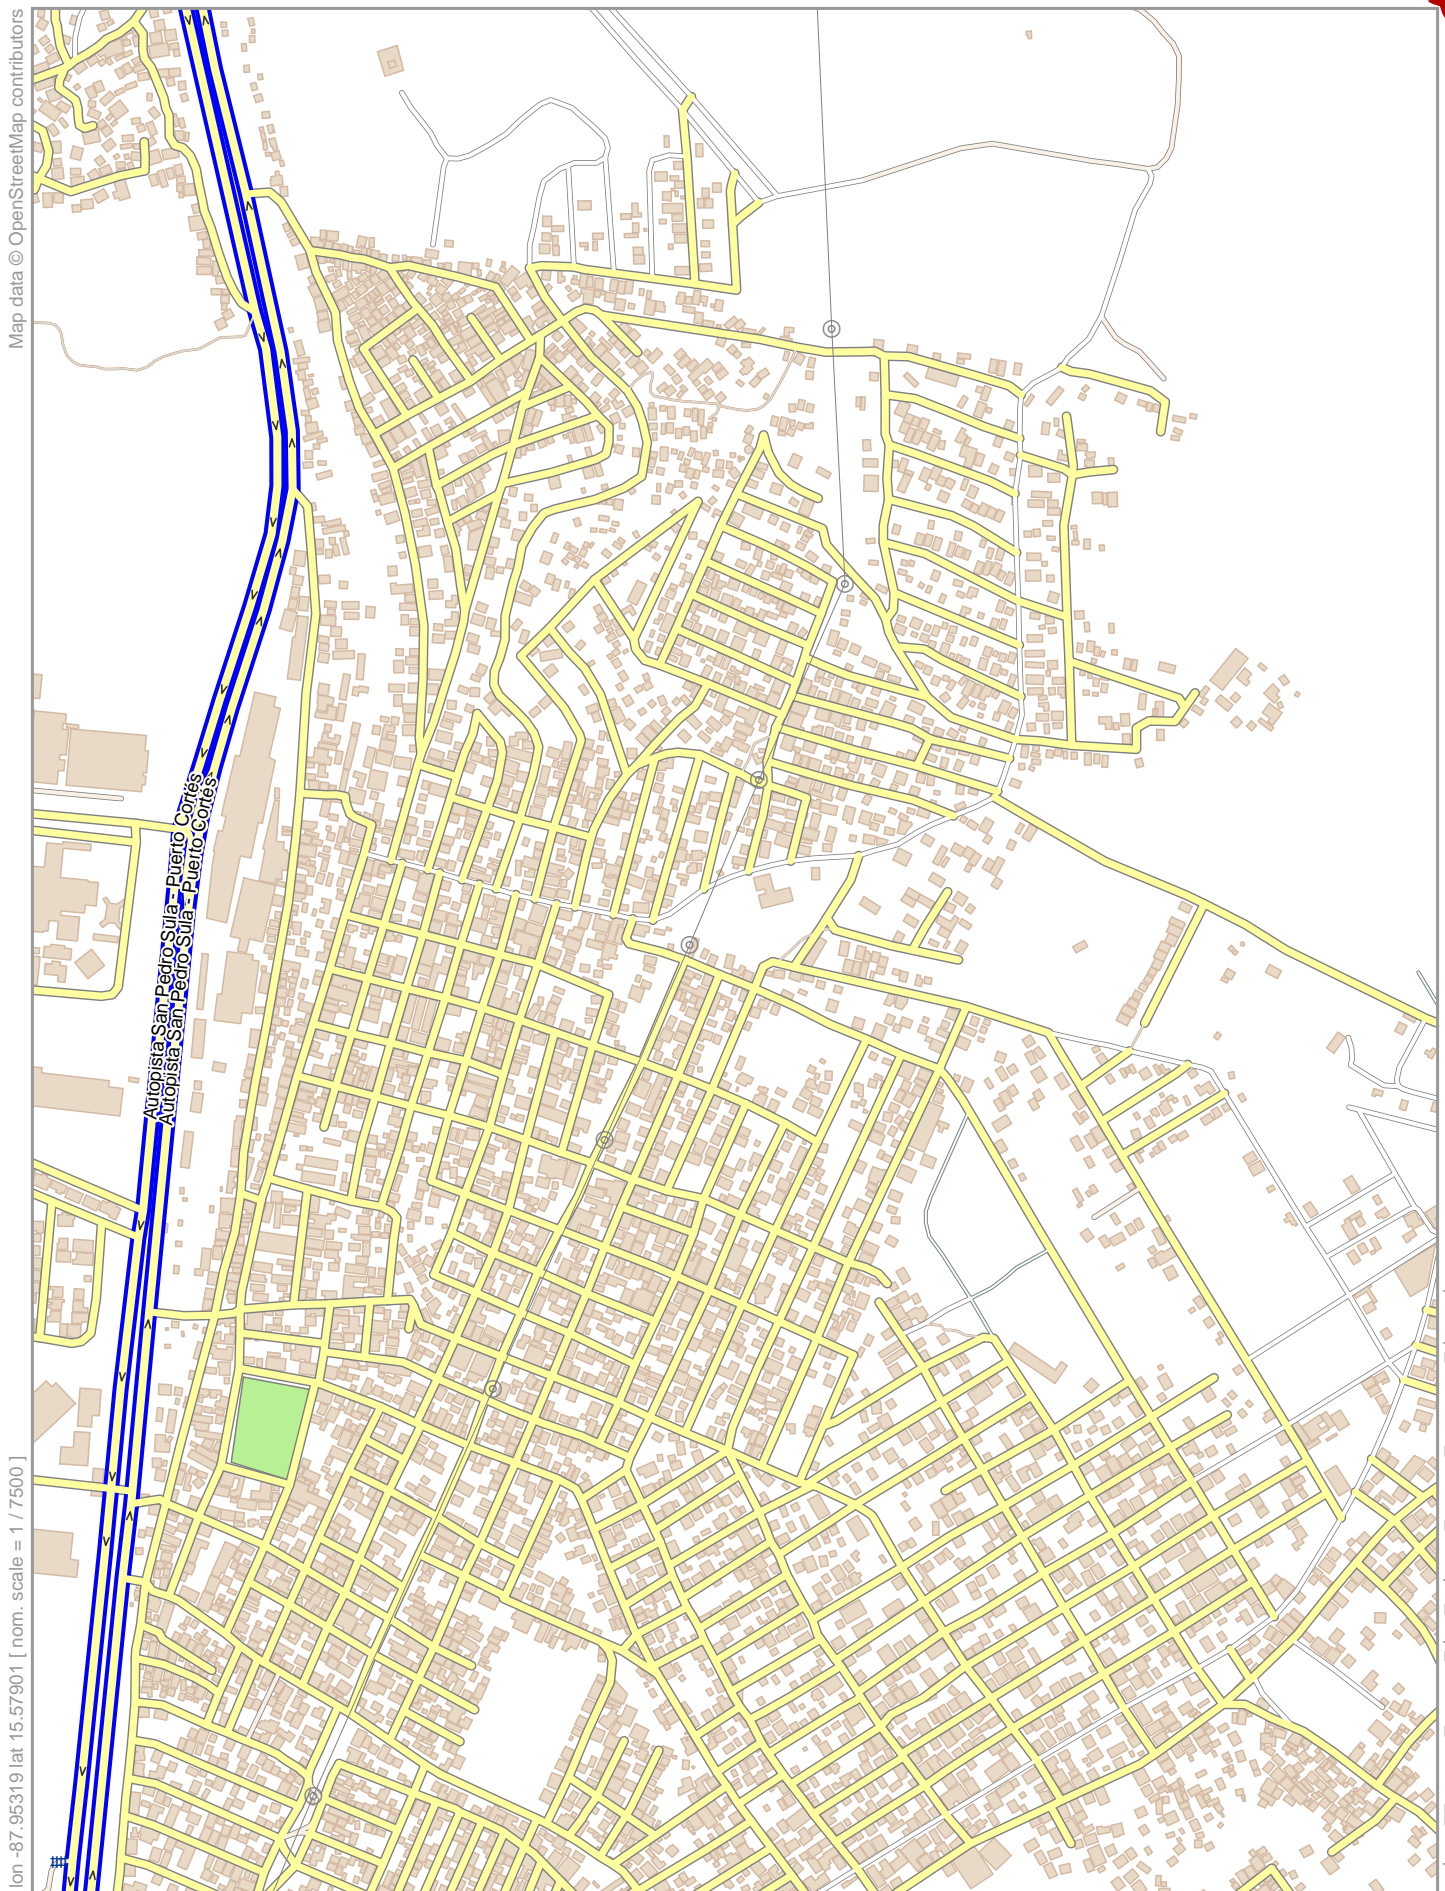 Map data © OpenStreetMap contributors
lon -87.95319 lat 15.57901 [ nom. scale = 1 / 7500 ]
Autopista San Pedro Sula - Puerto Cortés
Autopista San Pedro Sula - Puerto Cortés